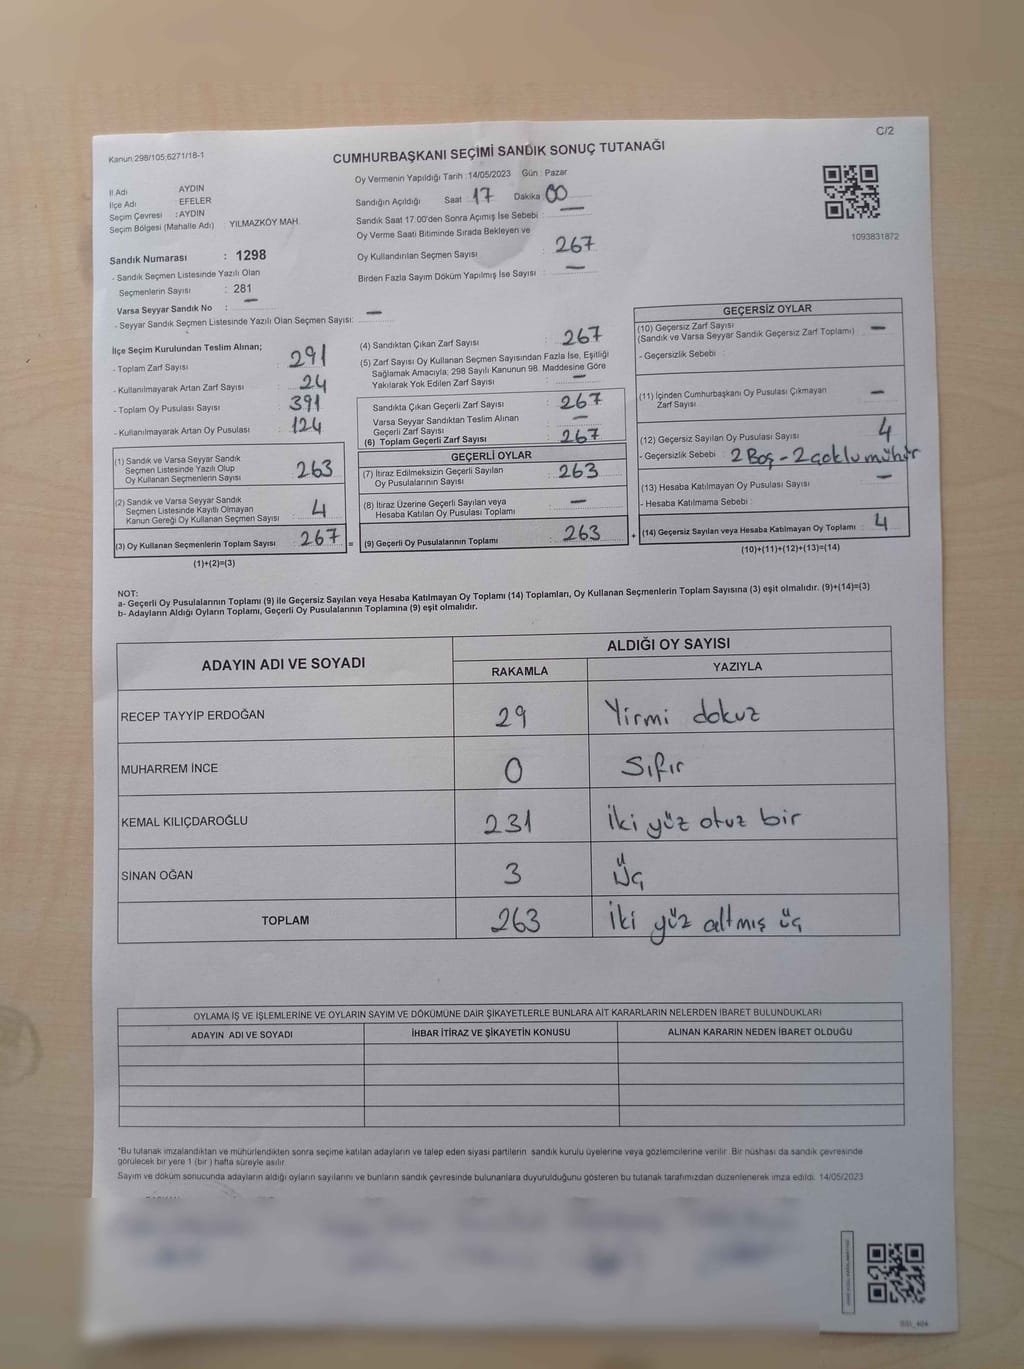 C/2
Kanun:298/105;6271/18-1
CUMHURBAŞKANI SEÇİMİ SANDIK SONUÇ TUTANAĞI
İl Adı AYDIN
İlçe Adı EFELER
Seçim Çevresi : AYDIN
Seçim Bölgesi (Mahalle Adı) : YILMAZKÖY MAH.
Sandık Numarası : 1298
- Sandık Seçmen Listesinde Yazılı Olan
Seçmenlerin Sayısı : 281
Varsa Seyyar Sandık No : —
- Seyyar Sandık Seçmen Listesinde Yazılı Olan Seçmen Sayısı: —
Oy Vermenin Yapıldığı Tarih : 14/05/2023 Gün : Pazar
Sandığın Açıldığı Saat 17 Dakika 00
Sandık Saat 17.00'den Sonra Açımış İse Sebebi : —
Oy Verme Saati Bitiminde Sırada Bekleyen ve
Oy Kullandırılan Seçmen Sayısı : 267
Birden Fazla Sayım Döküm Yapılmış İse Sayısı : —
1093831872
İlçe Seçim Kurulundan Teslim Alınan;
- Toplam Zarf Sayısı : 291
- Kullanılmayarak Artan Zarf Sayısı : 24
- Toplam Oy Pusulası Sayısı : 391
- Kullanılmayarak Artan Oy Pusulası : 124
(1) Sandık ve Varsa Seyyar Sandık
Seçmen Listesinde Yazılı Olup
Oy Kullanan Seçmenlerin Sayısı : 263
(2) Sandık ve Varsa Seyyar Sandık
Seçmen Listesinde Kayıtlı Olmayan
Kanun Gereği Oy Kullanan Seçmen Sayısı : 4
(3) Oy Kullanan Seçmenlerin Toplam Sayısı : 267 =
(1)+(2)=(3)
(4) Sandıktan Çıkan Zarf Sayısı : 267
(5) Zarf Sayısı Oy Kullanan Seçmen Sayısından Fazla İse, Eşitliği
Sağlamak Amacıyla; 298 Sayılı Kanunun 98. Maddesine Göre
Yakılarak Yok Edilen Zarf Sayısı : —
Sandıkta Çıkan Geçerli Zarf Sayısı : 267
Varsa Seyyar Sandıktan Teslim Alınan
Geçerli Zarf Sayısı : —
(6) Toplam Geçerli Zarf Sayısı : 267
GEÇERLİ OYLAR
(7) İtiraz Edilmeksizin Geçerli Sayılan
Oy Pusulalarının Sayısı : 263
(8) İtiraz Üzerine Geçerli Sayılan veya
Hesaba Katılan Oy Pusulası Toplamı : —
(9) Geçerli Oy Pusulalarının Toplamı : 263 +
GEÇERSİZ OYLAR
(10) Geçersiz Zarf Sayısı
(Sandık ve Varsa Seyyar Sandık Geçersiz Zarf Toplamı) : —
- Geçersizlik Sebebi :
(11) İçinden Cumhurbaşkanı Oy Pusulası Çıkmayan
Zarf Sayısı : —
(12) Geçersiz Sayılan Oy Pusulası Sayısı : 4
- Geçersizlik Sebebi : 2 Boş - 2 çoklu mühür
(13) Hesaba Katılmayan Oy Pusulası Sayısı : —
- Hesaba Katılmama Sebebi :
(14) Geçersiz Sayılan veya Hesaba Katılmayan Oy Toplamı : 4
(10)+(11)+(12)+(13)=(14)
NOT:
a- Geçerli Oy Pusulalarının Toplamı (9) ile Geçersiz Sayılan veya Hesaba Katılmayan Oy Toplamı (14) Toplamları, Oy Kullanan Seçmenlerin Toplam Sayısına (3) eşit olmalıdır. (9)+(14)=(3)
b- Adayların Aldığı Oyların Toplamı, Geçerli Oy Pusulalarının Toplamına (9) eşit olmalıdır.
ADAYIN ADI VE SOYADI ALDIĞI OY SAYISI
RAKAMLA YAZIYLA
RECEP TAYYİP ERDOĞAN 29 Yirmi dokuz
MUHARREM İNCE 0 Sıfır
KEMAL KILIÇDAROĞLU 231 İki yüz otuz bir
SİNAN OĞAN 3 Üç
TOPLAM 263 İki yüz altmış üç
OYLAMA İŞ VE İŞLEMLERİNE VE OYLARIN SAYIM VE DÖKÜMÜNE DAİR ŞİKAYETLERLE BUNLARA AİT KARARLARIN NELERDEN İBARET BULUNDUKLARI
ADAYIN ADI VE SOYADI İHBAR İTİRAZ VE ŞİKAYETİN KONUSU ALINAN KARARIN NEDEN İBARET OLDUĞU
*Bu tutanak imzalandıktan ve mühürlendikten sonra seçime katılan adayların ve talep eden siyasi partilerin sandık kurulu üyelerine veya gözlemcilerine verilir. Bir nüshası da sandık çevresinde
görülecek bir yere 1 (bir) hafta süreyle asılır.
Sayım ve döküm sonucunda adayların aldığı oyların sayılarını ve bunların sandık çevresinde bulunanlara duyurulduğunu gösteren bu tutanak tarafımızdan düzenlenerek imza edildi. 14/05/2023